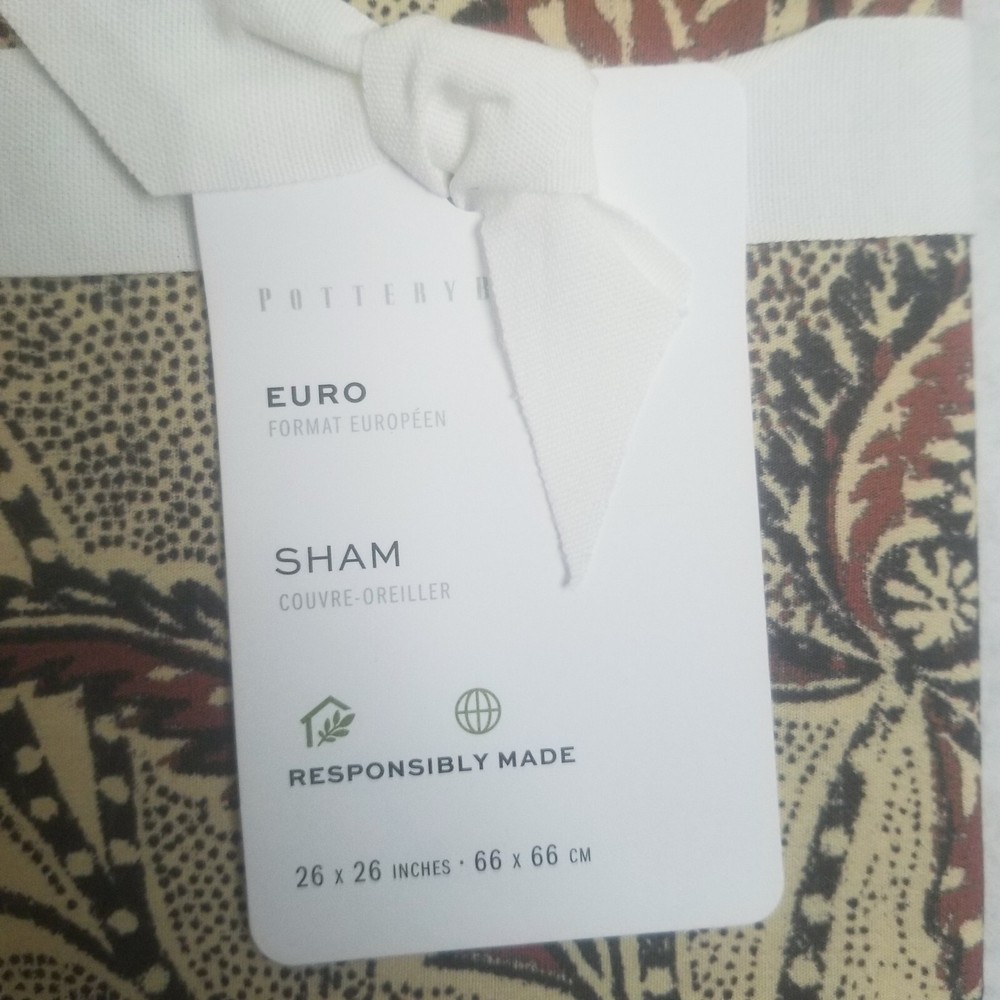 POTTERY B
EURO
FORMAT EUROPÉEN
SHAM
COUVRE-OREILLER
RESPONSIBLY MADE
26 x 26 INCHES • 66 x 66 CM